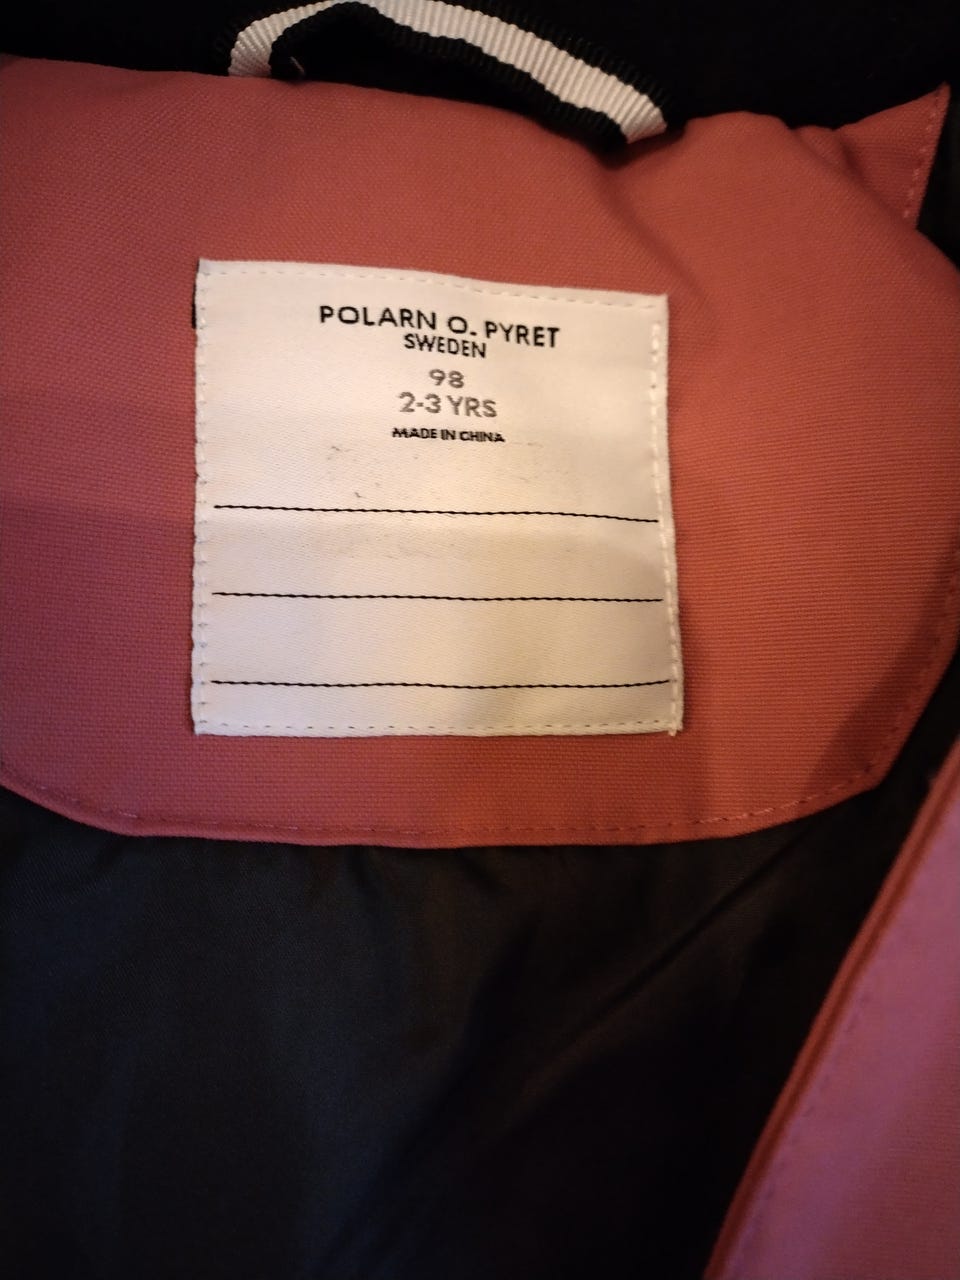 POLARN O. PYRET
SWEDEN
98
2-3 YRS
MADE IN CHINA